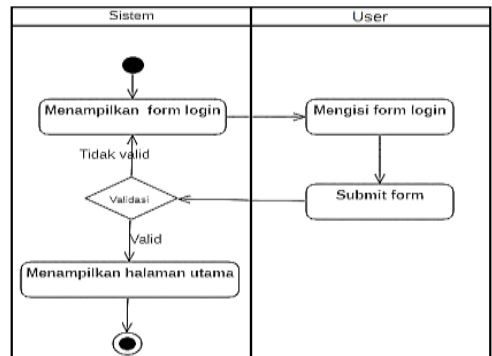 Sistem
User
Menampilkan form login
Mengisi form login
Tidak valid
Validasi
Submit form
Valid
Menampilkan halaman utama